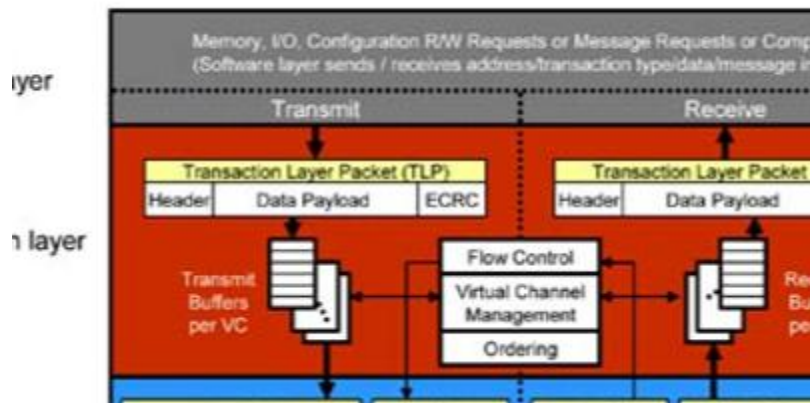 Memory, I/O, Configuration R/W Requests or Message Requests or Comp
(Software layer sends / receives address/transaction type/data/message in
ayer
Transmit
Receive
Transaction Layer Packet (TLP)
Header
Data Payload
ECRC
Transaction Layer Packet
Header
Data Payload
n layer
Transmit
Buffers
per VC
Flow Control
Virtual Channel
Management
Ordering
Re
Bu
pe